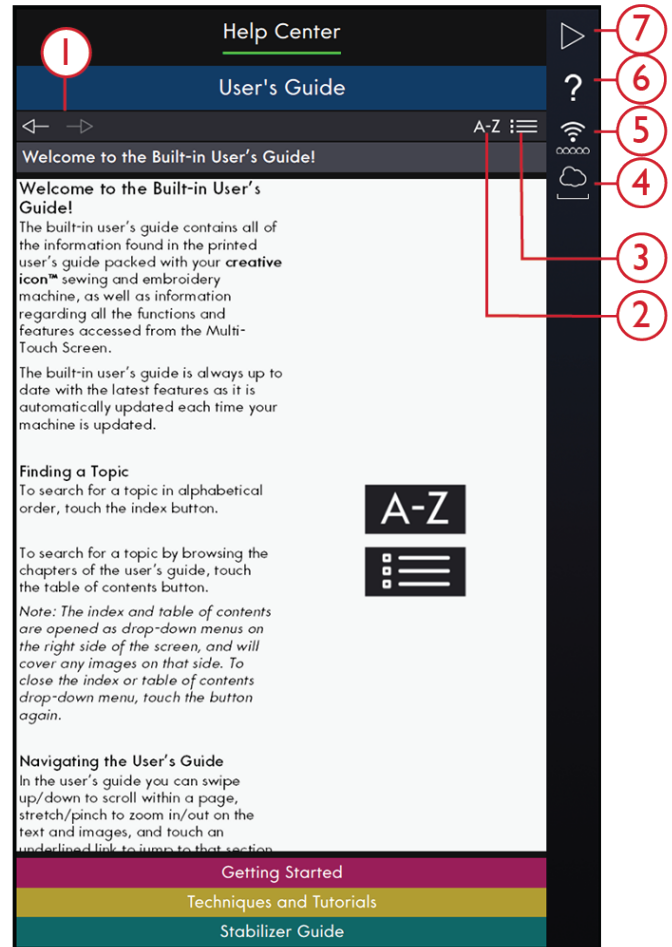 Help Center
User's Guide
A-Z
Welcome to the Built-in User's Guide!
Welcome to the Built-in User's
Guide!
The built-in user's guide contains all of
the information found in the printed
user's guide packed with your creative
icon™ sewing and embroidery
machine, as well as information
regarding all the functions and
features accessed from the Multi-
Touch Screen.
The built-in user's guide is always up to
date with the latest features as it is
automatically updated each time your
machine is updated.
Finding a Topic
To search for a topic in alphabetical
order, touch the index button.
A-Z
To search for a topic by browsing the
chapters of the user's guide, touch
the table of contents button.
Note: The index and table of contents
are opened as drop-down menus on
the right side of the screen, and will
cover any images on that side. To
close the index or table of contents
drop-down menu, touch the button
again.
Navigating the User's Guide
In the user's guide you can swipe
up/down to scroll within a page,
stretch/pinch to zoom in/out on the
text and images, and touch an
underlined link to jump to that section
Getting Started
Techniques and Tutorials
Stabilizer Guide
?
1
7
6
5
4
3
2